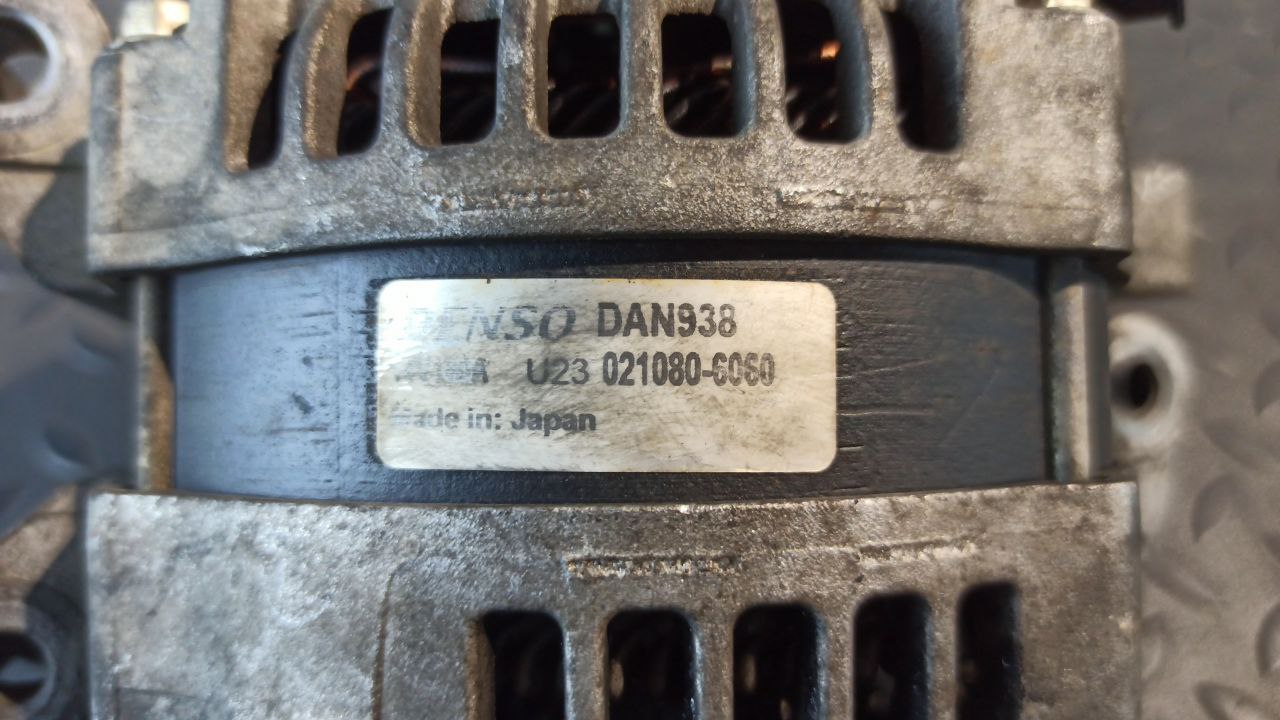 DENSO DAN938
U23 021080-6060
Made in: Japan